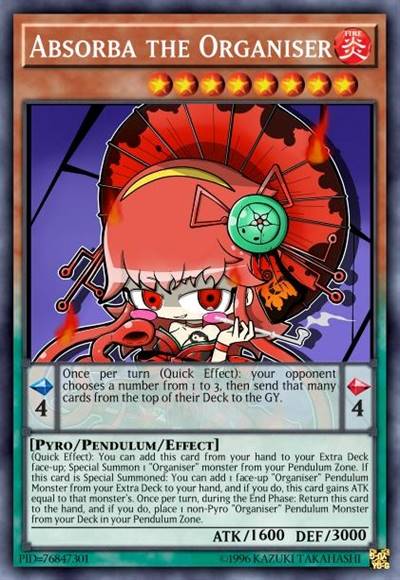 ABSORBA THE ORGANISER
FIRE
炎
Once per turn (Quick Effect): your opponent
chooses a number from 1 to 3, then send that many
cards from the top of their Deck to the GY.
4
4
[PYRO/PENDULUM/EFFECT]
(Quick Effect): You can add this card from your hand to your Extra Deck
face-up; Special Summon 1 "Organiser" monster from your Pendulum Zone. If
this card is Special Summoned: You can add 1 face-up "Organiser" Pendulum
Monster from your Extra Deck to your hand, and if you do, this card gains ATK
equal to that monster's. Once per turn, during the End Phase: Return this card
to the hand, and if you do, place 1 non-Pyro "Organiser" Pendulum Monster
from your Deck in your Pendulum Zone.
ATK/1600 DEF/3000
PID=76847301
©1996 KAZUKI TAKAHASHI